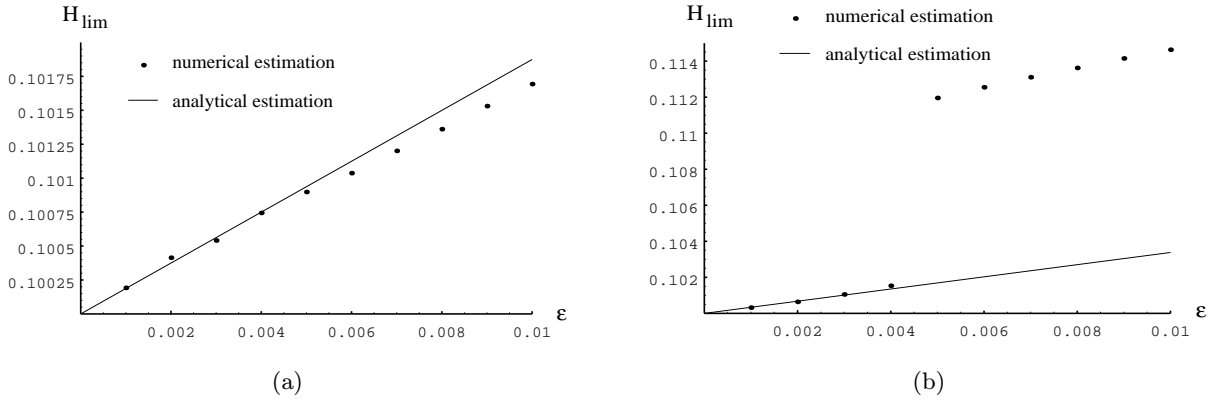 H_lim
numerical estimation
analytical estimation
0.10175
0.1015
0.10125
0.101
0.10075
0.1005
0.10025
0.002
0.004
0.006
0.008
0.01
ε
(a)
H_lim
numerical estimation
analytical estimation
0.114
0.112
0.11
0.108
0.106
0.104
0.102
0.002
0.004
0.006
0.008
0.01
ε
(b)